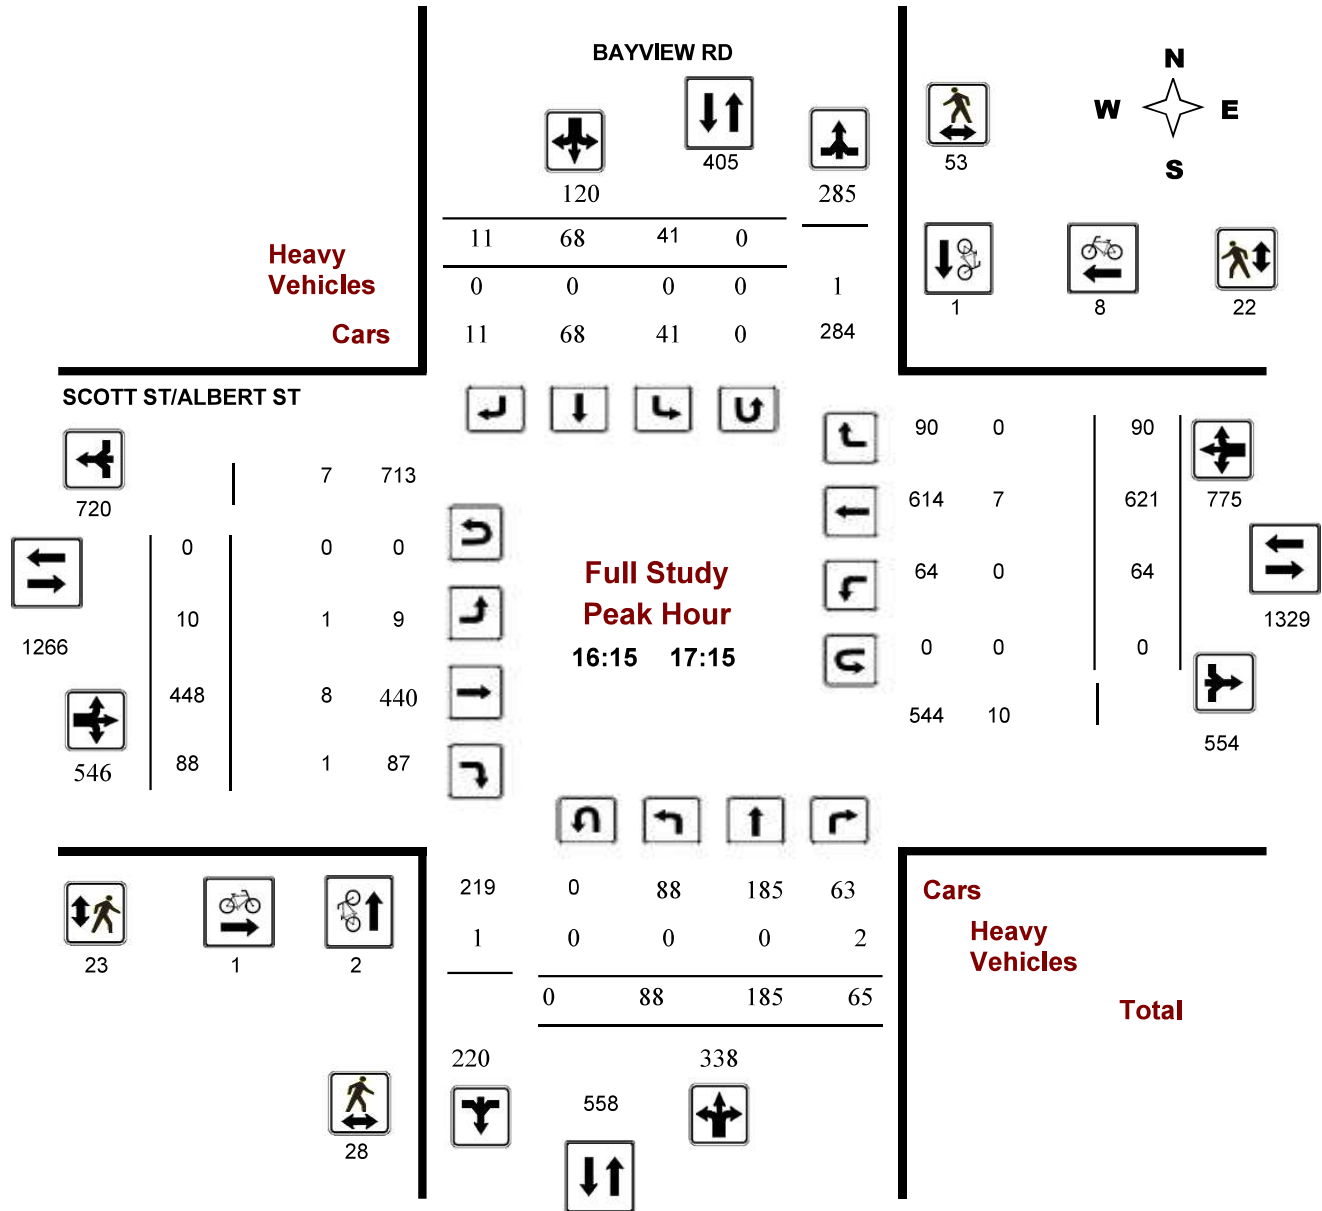 BAYVIEW RD
N
W E
S
405
53
120 285
11 68 41 0
Heavy
Vehicles
0 0 0 0 1
Cars
11 68 41 0 284
1 8 22
SCOTT ST/ALBERT ST
7 713
720
90 0 90
614 7 621 775
0 0 0
64 0 64
10 1 9
1266
1329
0 0 0
448 8 440
544 10
554
546 88 1 87
Full Study
Peak Hour
16:15 17:15
219 0 88 185 63
Cars
1 0 0 0 2
Heavy
Vehicles
23 1 2
0 88 185 65
Total
220 338
558
28